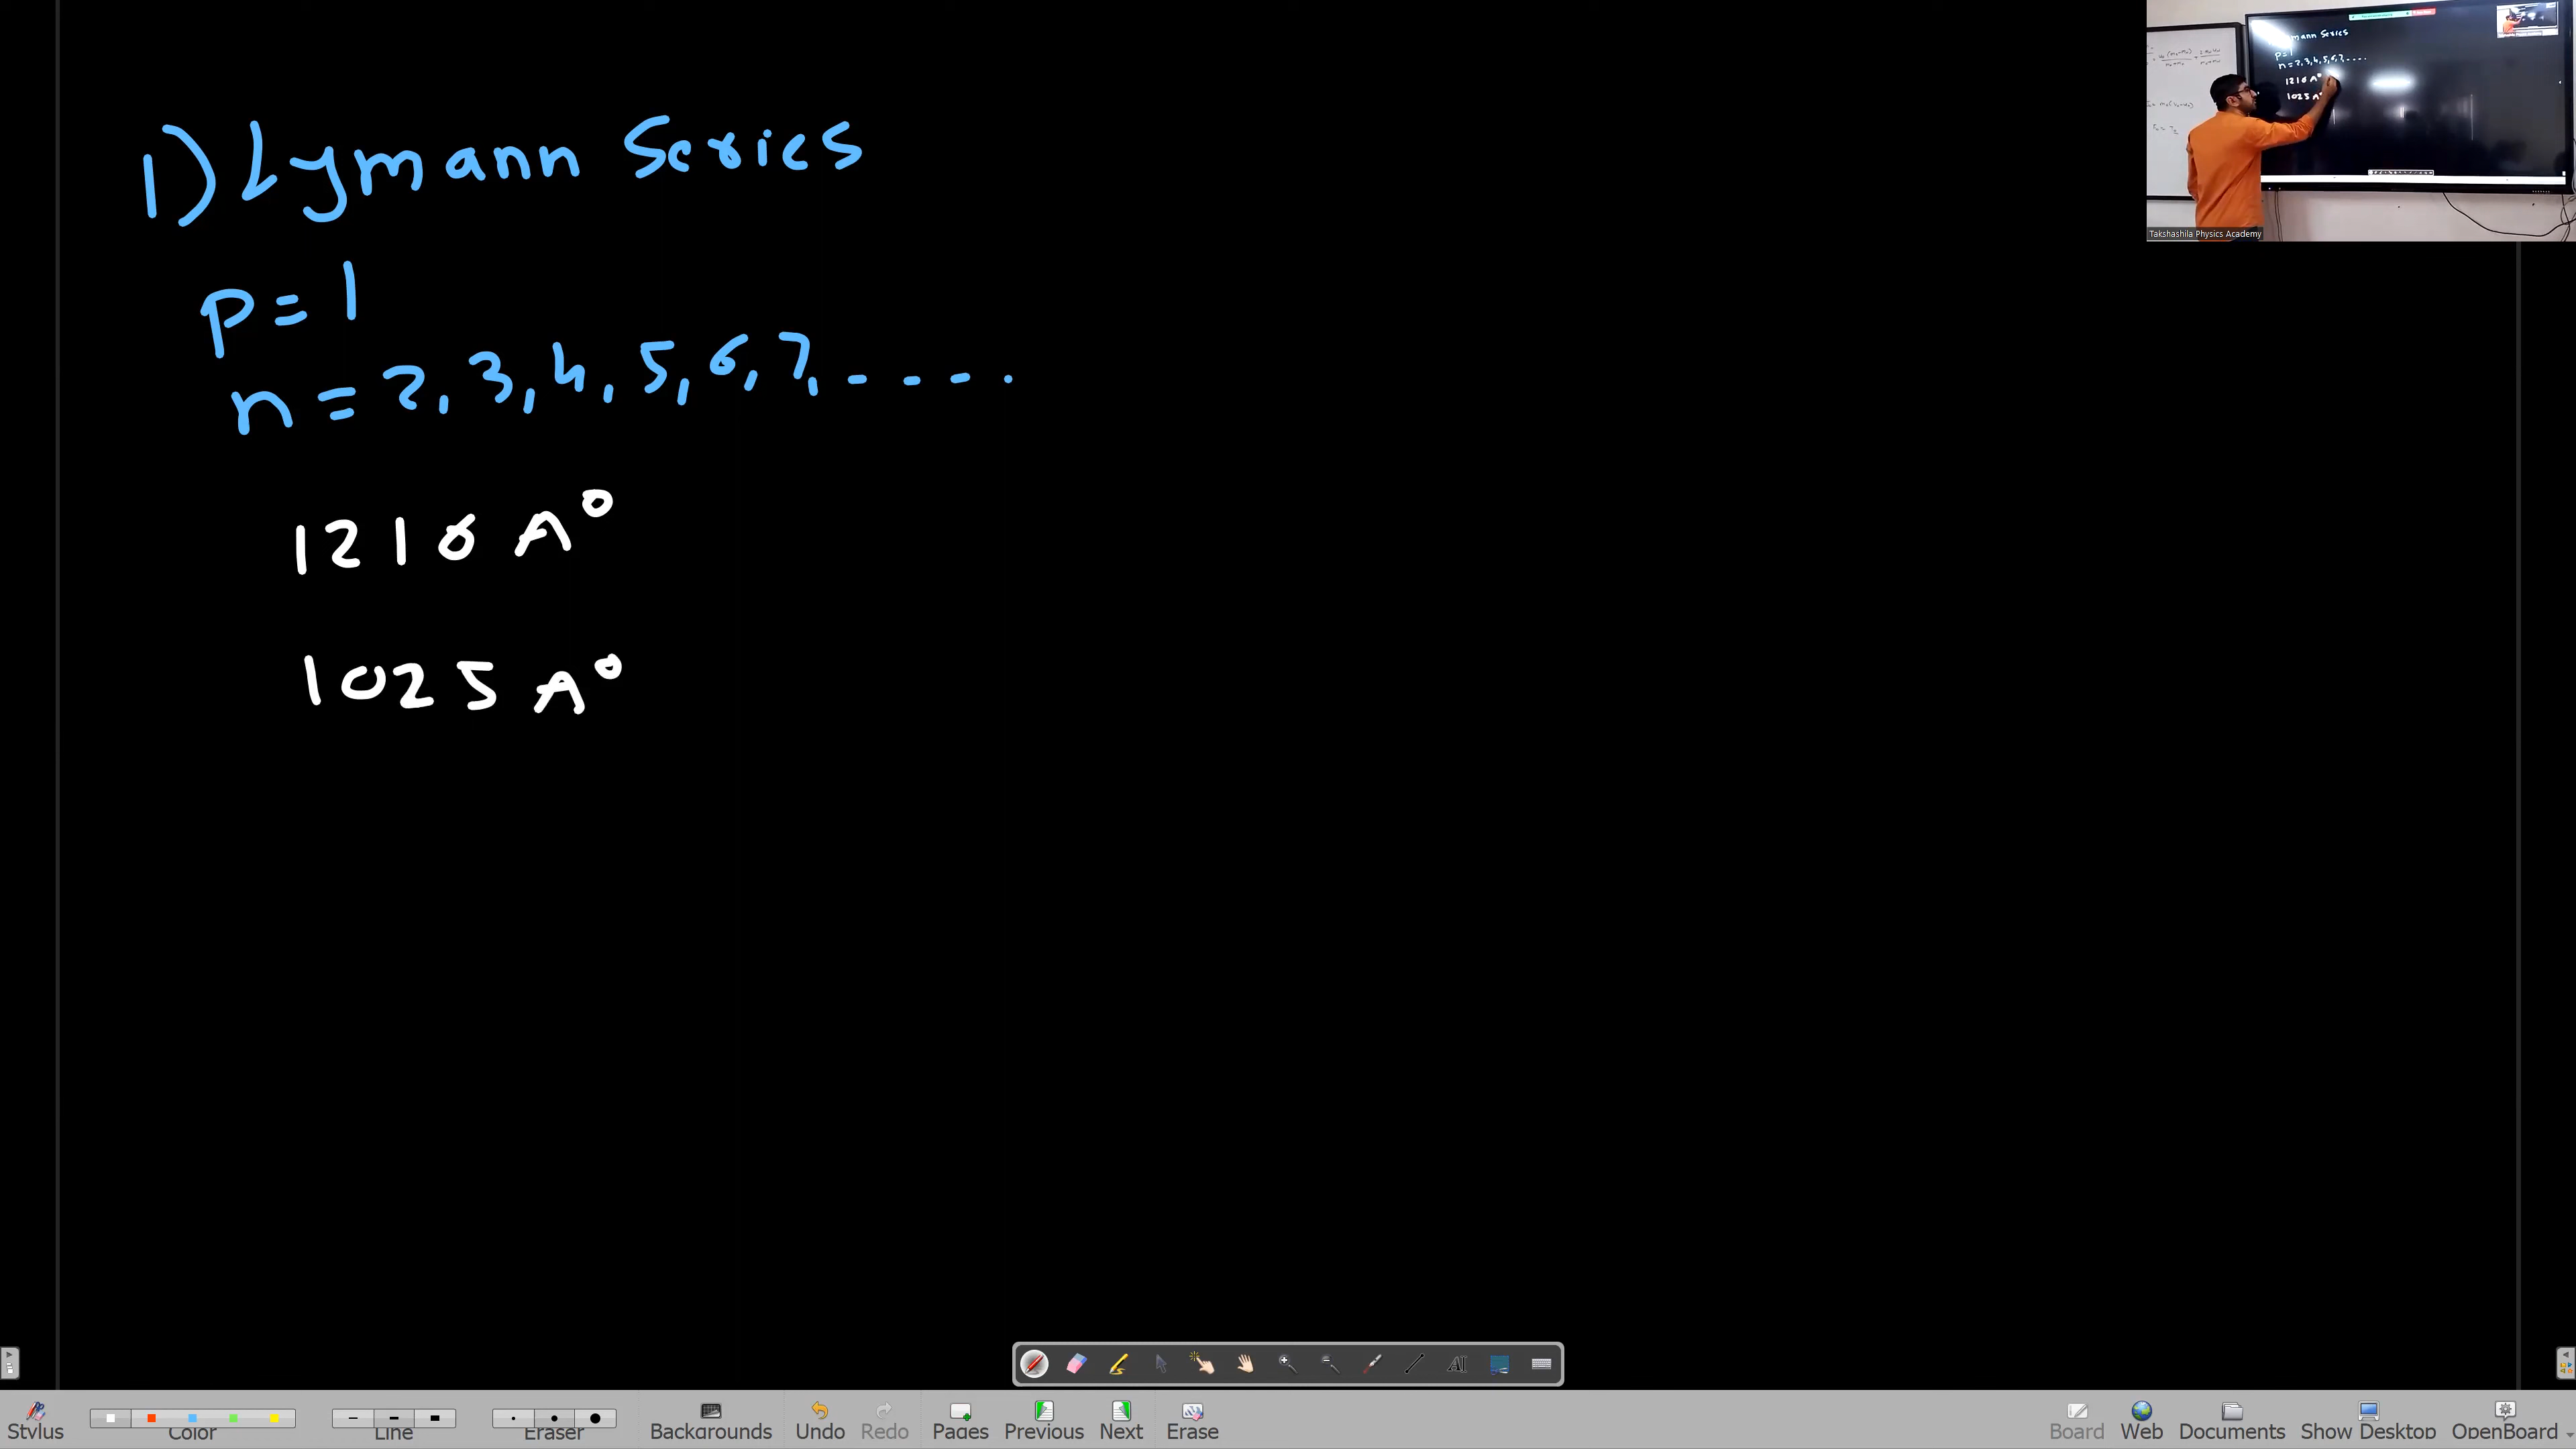 1) Lymann Series
p = 1
n = 2, 3, 4, 5, 6, 7, - - - .
1216 A°
1025 A°
Takshashila Physics Academy
Stylus
Color
Line
Eraser
Backgrounds
Undo
Redo
Pages
Previous
Next
Erase
Board
Web
Documents
Show Desktop
OpenBoard